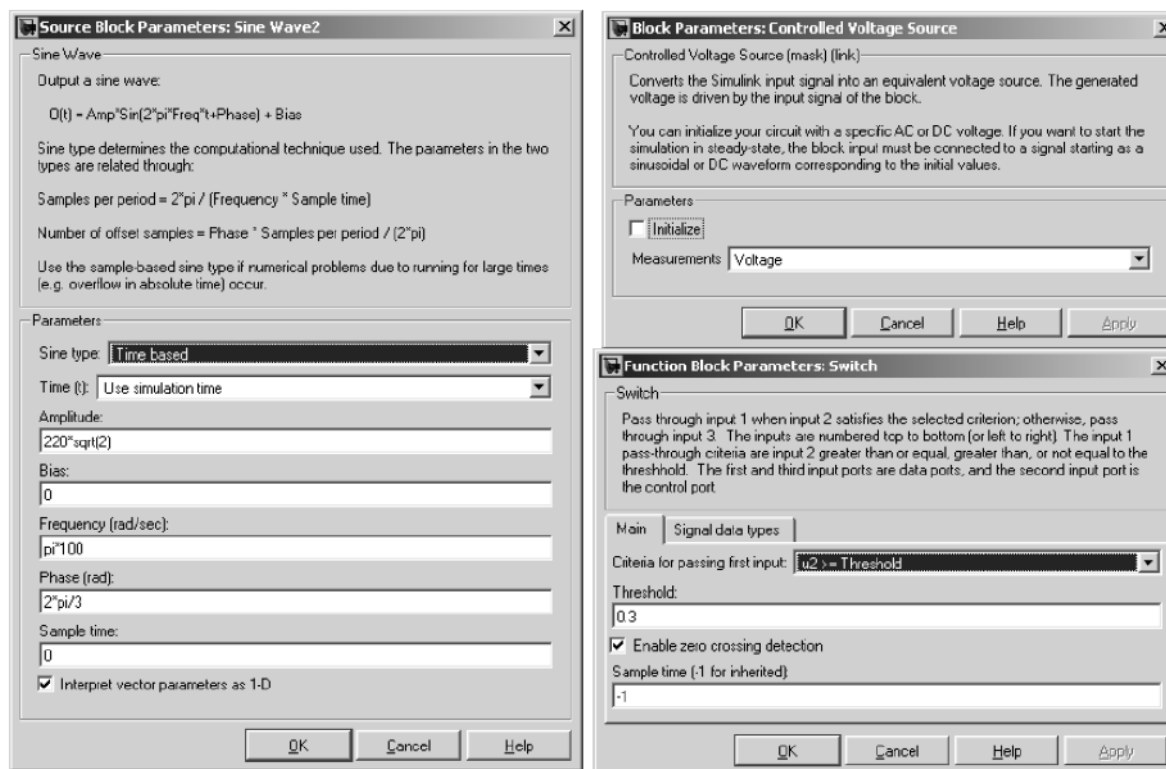 Source Block Parameters: Sine Wave2
Sine Wave
Output a sine wave:
O(t) = Amp*Sin(2*pi*Freq*t+Phase) + Bias
Sine type determines the computational technique used. The parameters in the two
types are related through:
Samples per period = 2*pi / (Frequency * Sample time)
Number of offset samples = Phase * Samples per period / (2*pi)
Use the sample-based sine type if numerical problems due to running for large times
(e.g. overflow in absolute time) occur.
Parameters
Sine type: Time based
Time (t): Use simulation time
Amplitude:
220*sqrt(2)
Bias:
0
Frequency (rad/sec):
pi*100
Phase (rad):
2*pi/3
Sample time:
0
Interpret vector parameters as 1-D
OK Cancel Help
Block Parameters: Controlled Voltage Source
Controlled Voltage Source (mask) (link)
Converts the Simulink input signal into an equivalent voltage source. The generated
voltage is driven by the input signal of the block.
You can initialize your circuit with a specific AC or DC voltage. If you want to start the
simulation in steady-state, the block input must be connected to a signal starting as a
sinusoidal or DC waveform corresponding to the initial values.
Parameters
Initialize
Measurements Voltage
OK Cancel Help Apply
Function Block Parameters: Switch
Switch
Pass through input 1 when input 2 satisfies the selected criterion; otherwise, pass
through input 3. The inputs are numbered top to bottom (or left to right). The input 1
pass-through criteria are input 2 greater than or equal, greater than, or not equal to the
threshhold. The first and third input ports are data ports, and the second input port is
the control port.
Main Signal data types
Criteria for passing first input: u2 >= Threshold
Threshold:
0.3
Enable zero crossing detection
Sample time (-1 for inherited)
-1
OK Cancel Help Apply